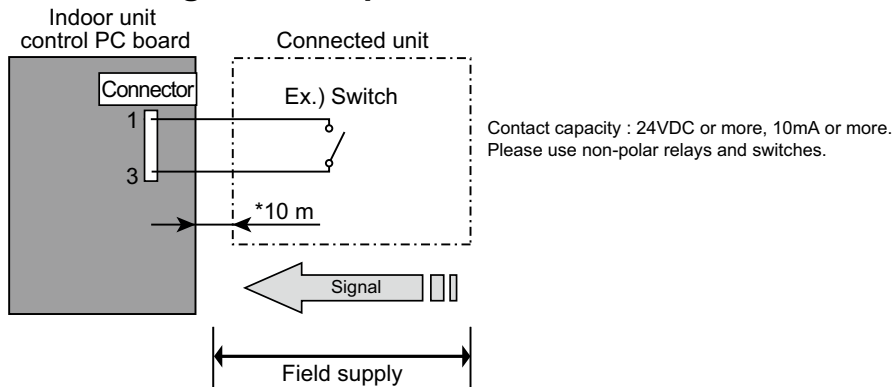 Indoor unit
control PC board
Connected unit
Connector
Ex.) Switch
1
3
Contact capacity : 24VDC or more, 10mA or more.
Please use non-polar relays and switches.
*10 m
Signal
Field supply